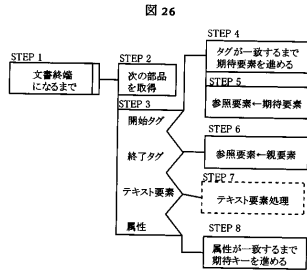 図 26
STEP 1
文書終端
になるまで
STEP 2
次の部品
を取得
STEP 3
開始タグ
終了タグ
テキスト要素
属性
STEP 4
タグが一致するまで
期待要素を進める
STEP 5
参照要素←期待要素
STEP 6
参照要素←親要素
STEP 7
テキスト要素処理
STEP 8
属性が一致するまで
期待キーを進める